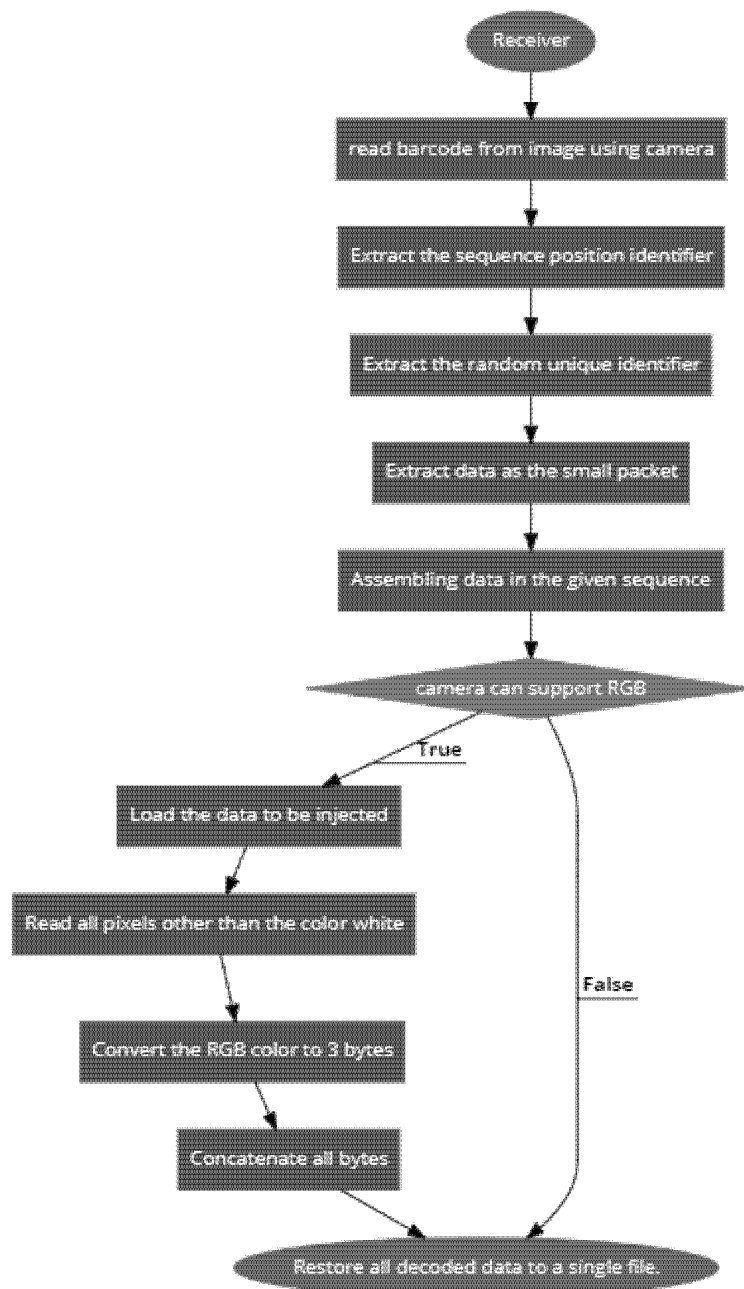 Receiver
read barcode from image using camera
Extract the sequence position identifier
Extract the random unique identifier
Extract data as the small packet
Assembling data in the given sequence
camera can support RGB
True
Load the data to be injected
Read all pixels other than the color white
False
Convert the RGB color to 3 bytes
Concatenate all bytes
Restore all decoded data to a single file.